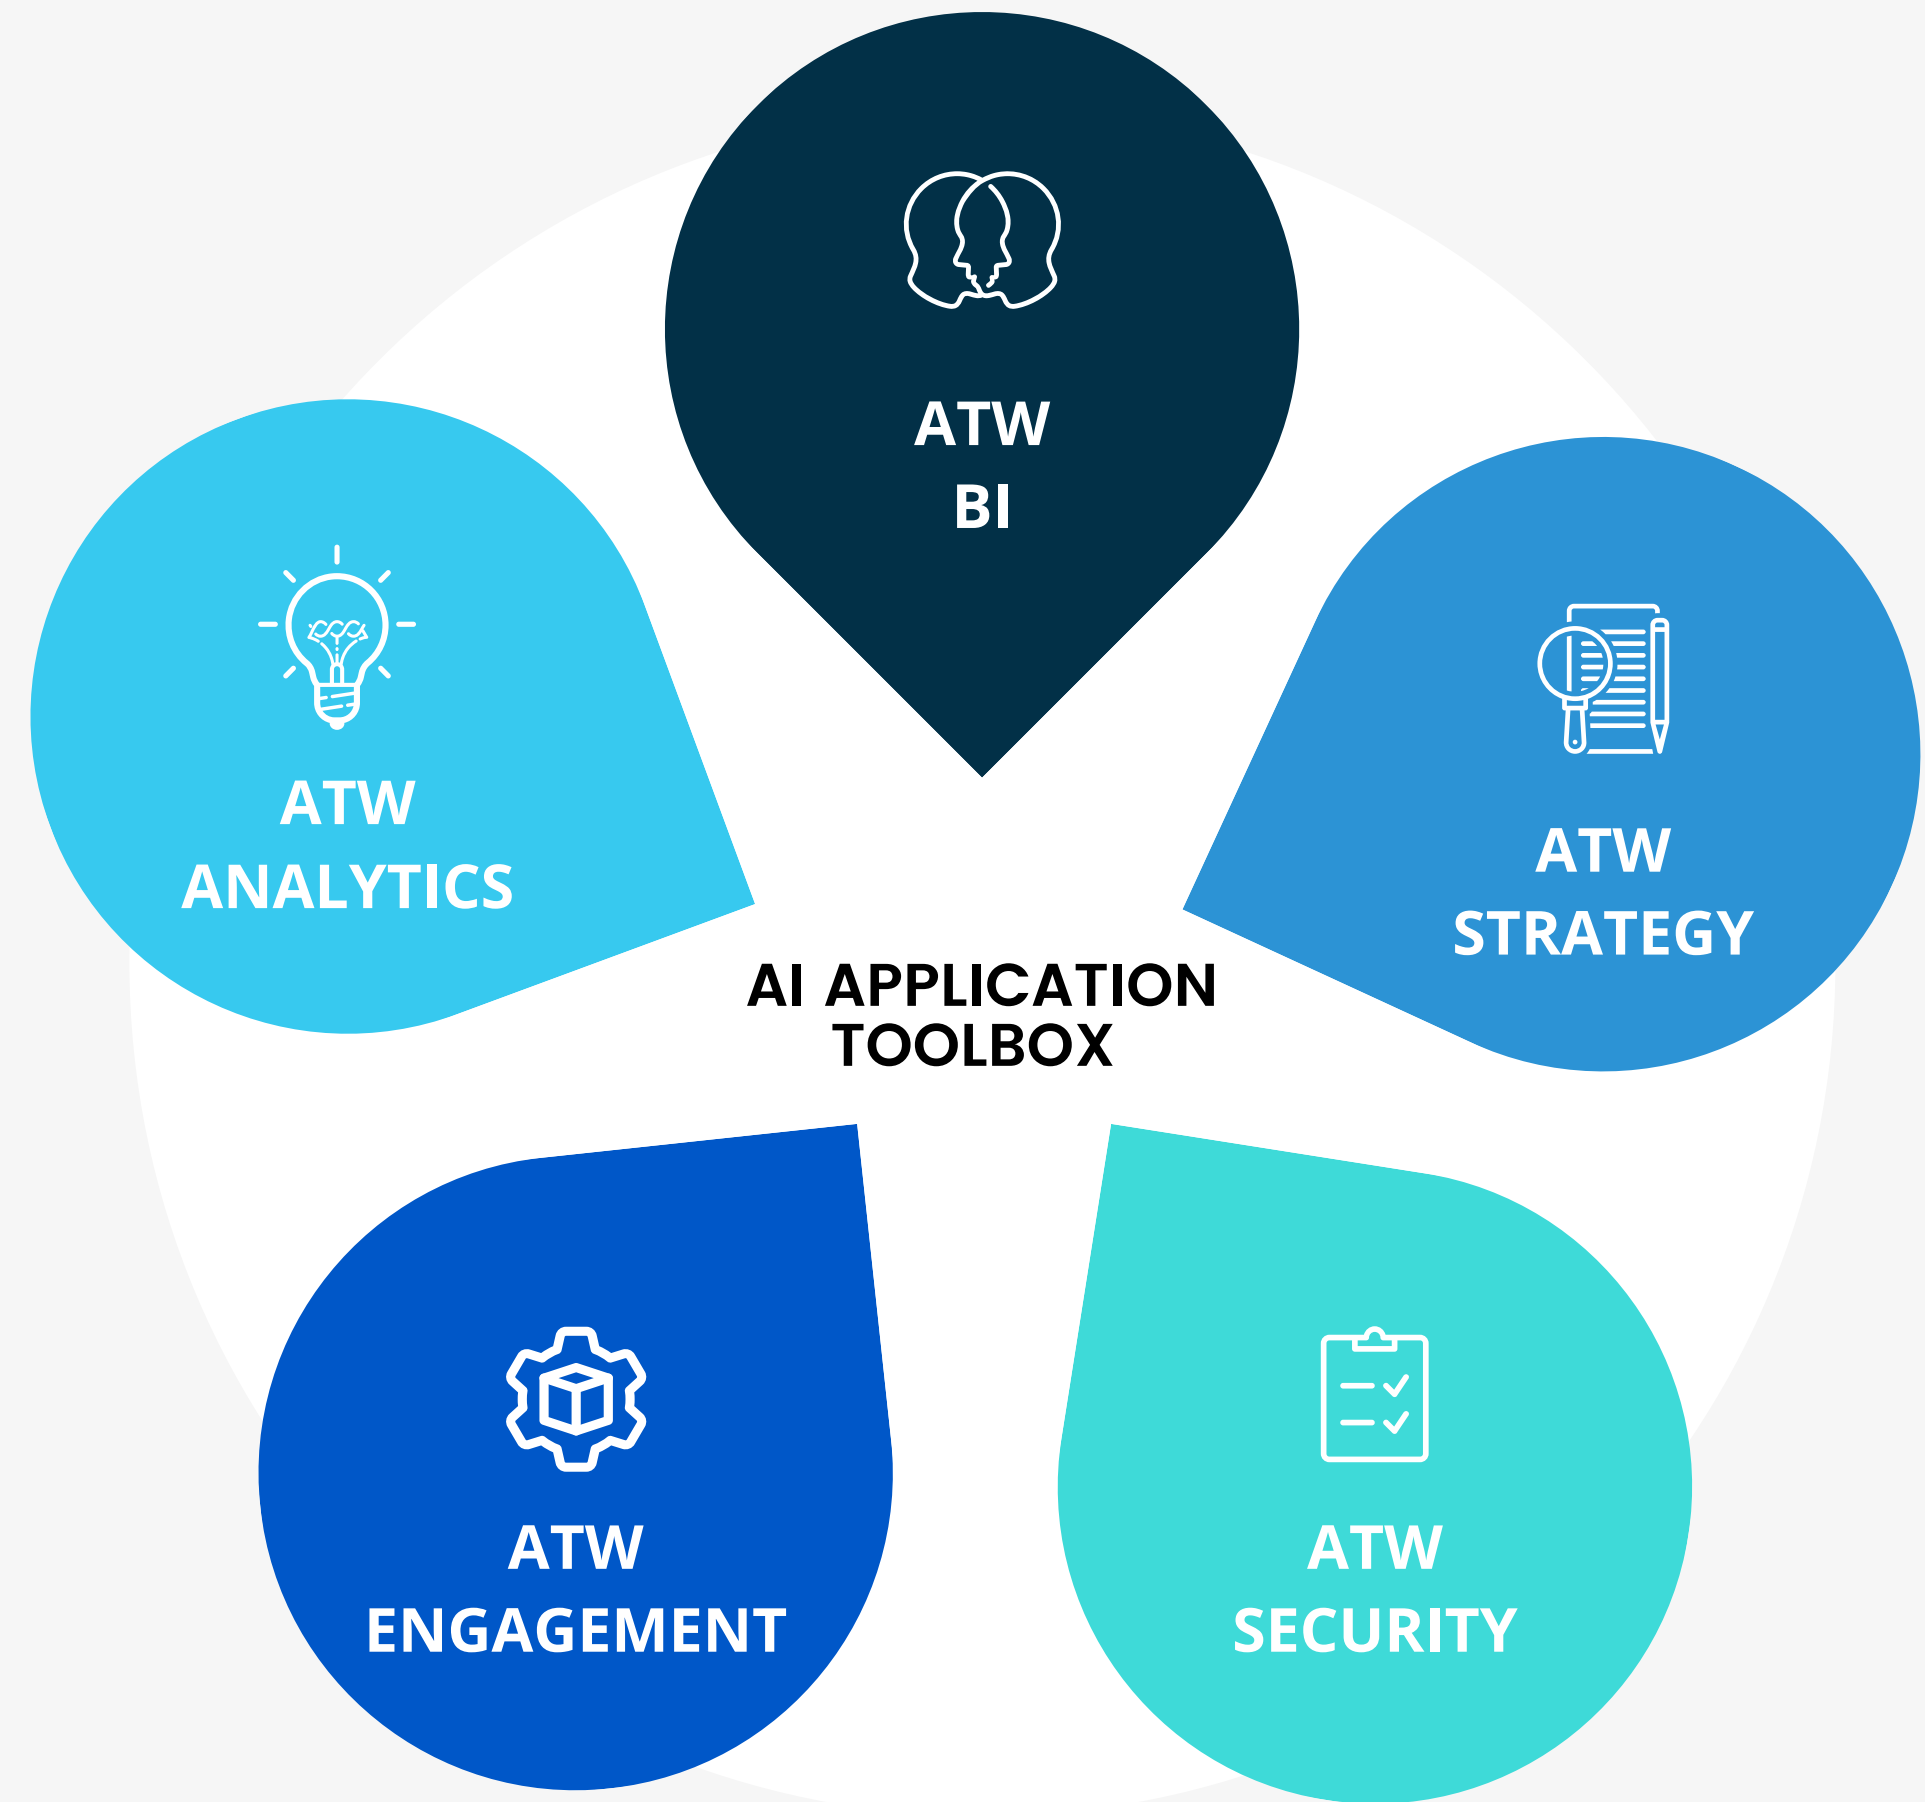 ATW
BI
ATW
ANALYTICS
ATW
STRATEGY
AI APPLICATION
TOOLBOX
ATW
ENGAGEMENT
ATW
SECURITY